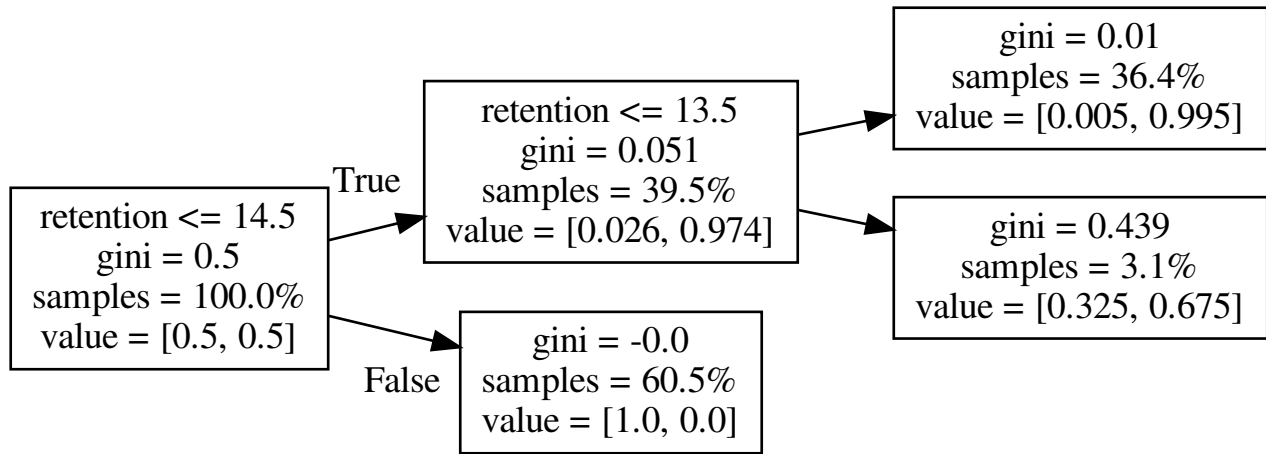 retention <= 14.5
gini = 0.5
samples = 100.0%
value = [0.5, 0.5]
True
False
retention <= 13.5
gini = 0.051
samples = 39.5%
value = [0.026, 0.974]
gini = -0.0
samples = 60.5%
value = [1.0, 0.0]
gini = 0.01
samples = 36.4%
value = [0.005, 0.995]
gini = 0.439
samples = 3.1%
value = [0.325, 0.675]